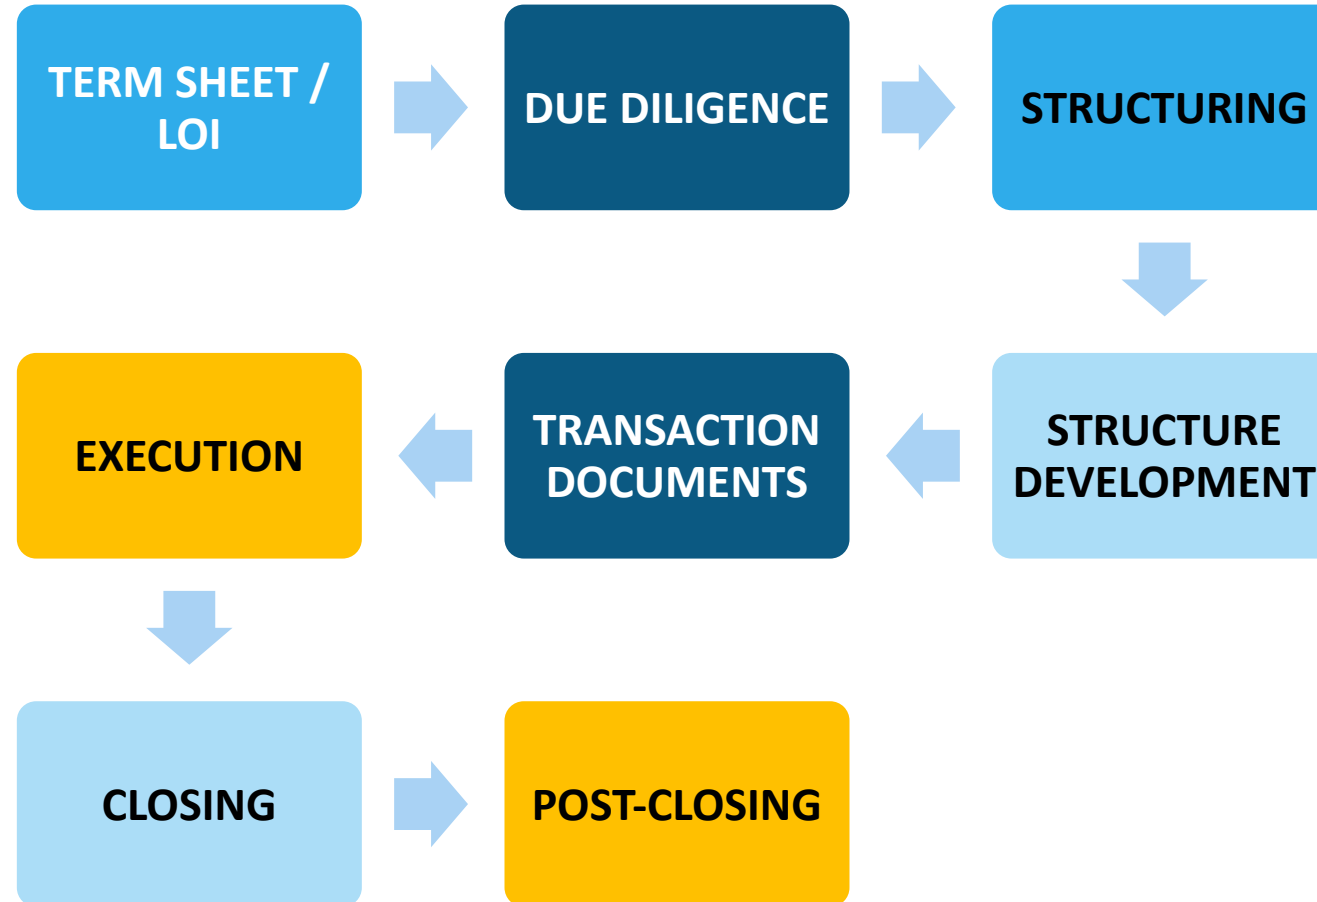 TERM SHEET /
LOI
DUE DILIGENCE
STRUCTURING
STRUCTURE
DEVELOPMENT
TRANSACTION
DOCUMENTS
EXECUTION
CLOSING
POST-CLOSING